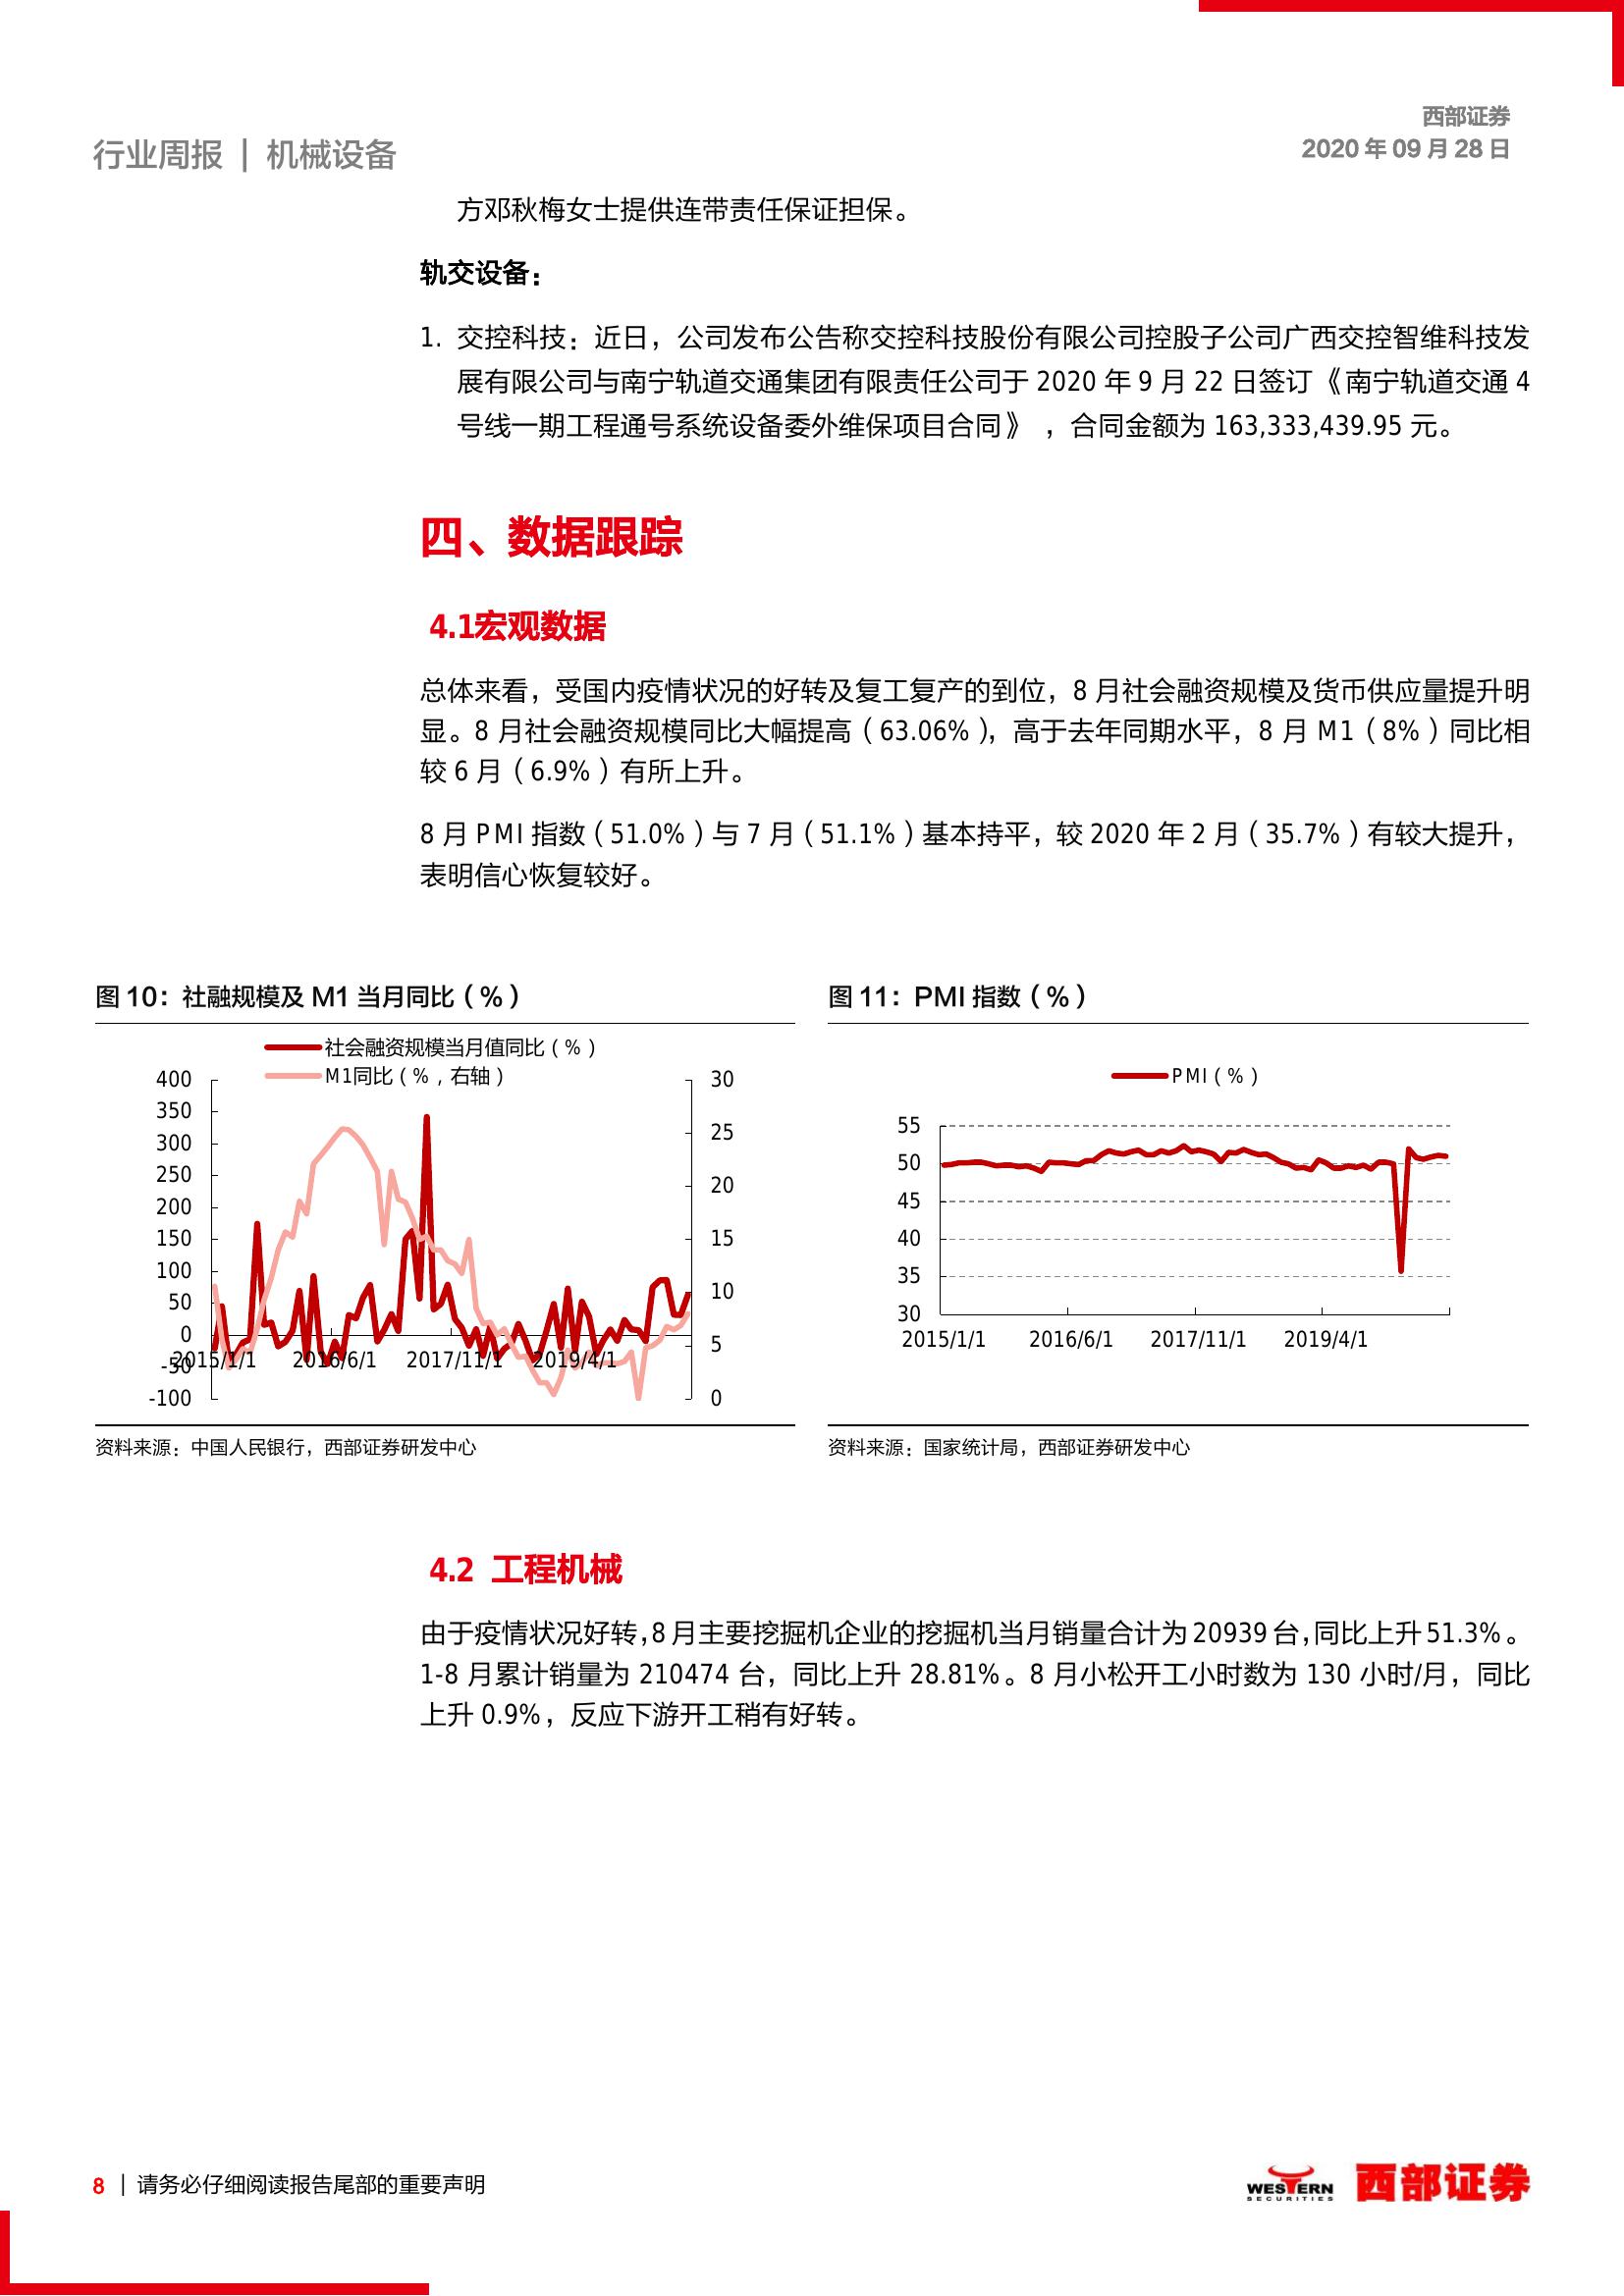 西部证券
行业周报 | 机械设备
2020 年 09 月 28 日
方邓秋梅女士提供连带责任保证担保。
轨交设备：
1. 交控科技：近日，公司发布公告称交控科技股份有限公司控股子公司广西交控智维科技发
展有限公司与南宁轨道交通集团有限责任公司于 2020 年 9 月 22 日签订《南宁轨道交通 4
号线一期工程通号系统设备委外维保项目合同》 ，合同金额为 163,333,439.95 元。
四、数据跟踪
4.1宏观数据
总体来看，受国内疫情状况的好转及复工复产的到位，8 月社会融资规模及货币供应量提升明
显。8 月社会融资规模同比大幅提高（63.06%），高于去年同期水平，8 月 M1（8%）同比相
较 6 月（6.9%）有所上升。
8 月 PMI 指数（51.0%）与 7 月（51.1%）基本持平，较 2020 年 2 月（35.7%）有较大提升，
表明信心恢复较好。
图 10：社融规模及 M1 当月同比（%）
社会融资规模当月值同比（%）
M1同比（%，右轴）
400
350
300
250
200
150
100
50
0
-50
-100
30
25
20
15
10
5
0
2015/1/1 2016/6/1 2017/11/1 2019/4/1
资料来源：中国人民银行，西部证券研发中心
图 11：PMI 指数（%）
PMI（%）
55
50
45
40
35
30
2015/1/1 2016/6/1 2017/11/1 2019/4/1
资料来源：国家统计局，西部证券研发中心
4.2 工程机械
由于疫情状况好转，8 月主要挖掘机企业的挖掘机当月销量合计为 20939 台，同比上升 51.3%。
1-8 月累计销量为 210474 台，同比上升 28.81%。8 月小松开工小时数为 130 小时/月，同比
上升 0.9%，反应下游开工稍有好转。
8 | 请务必仔细阅读报告尾部的重要声明
WESTERN
SECURITIES
西部证券